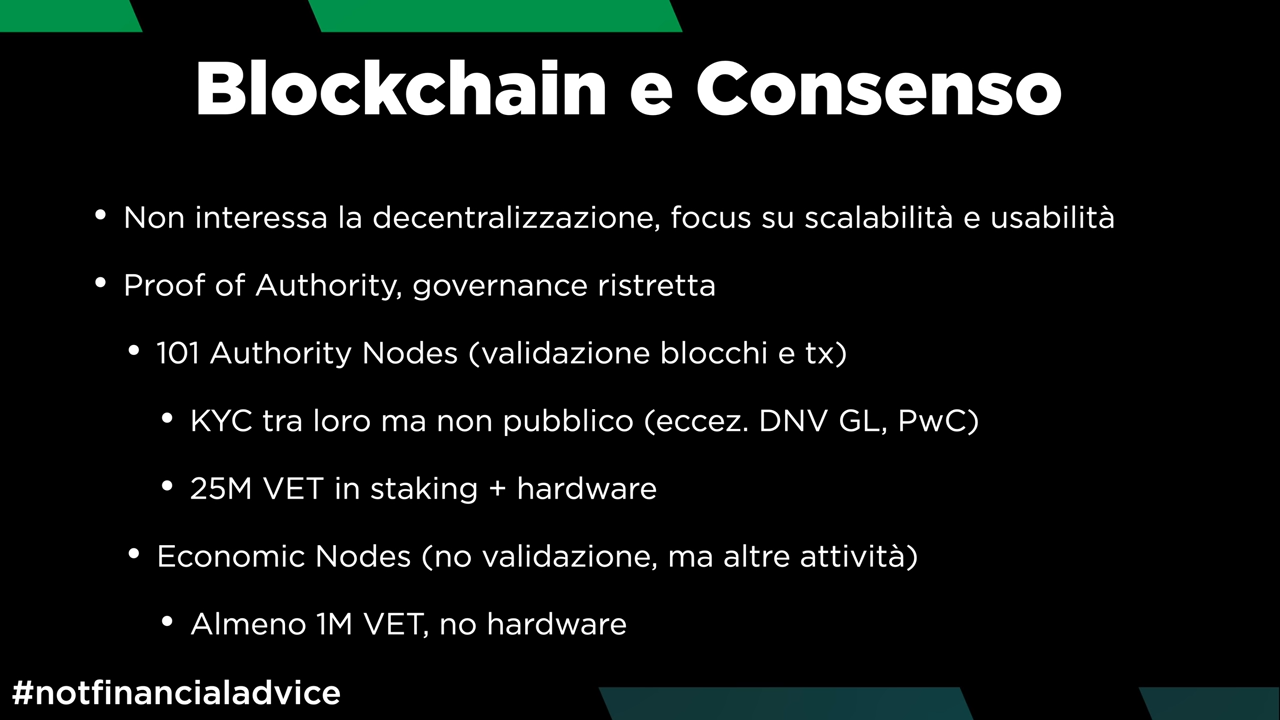 Blockchain e Consenso
• Non interessa la decentralizzazione, focus su scalabilità e usabilità
• Proof of Authority, governance ristretta
• 101 Authority Nodes (validazione blocchi e tx)
• KYC tra loro ma non pubblico (eccez. DNV GL, PwC)
• 25M VET in staking + hardware
• Economic Nodes (no validazione, ma altre attività)
• Almeno 1M VET, no hardware
#notfinancialadvice